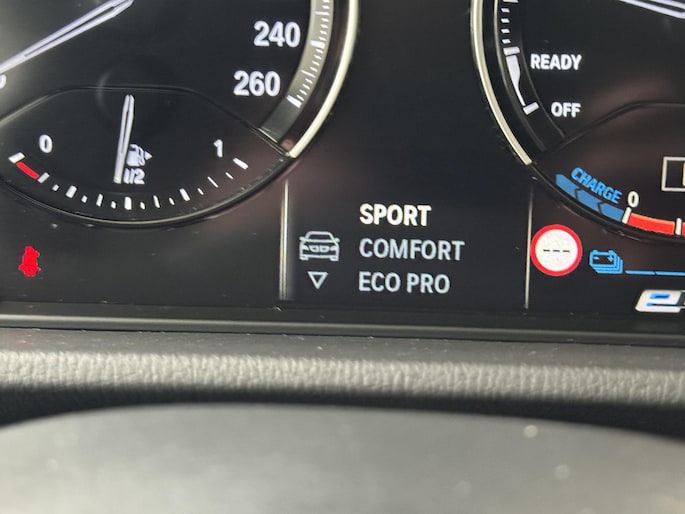 240
260
READY
OFF
0
1
1/2
CHARGE
0
SPORT
COMFORT
ECO PRO
---
e